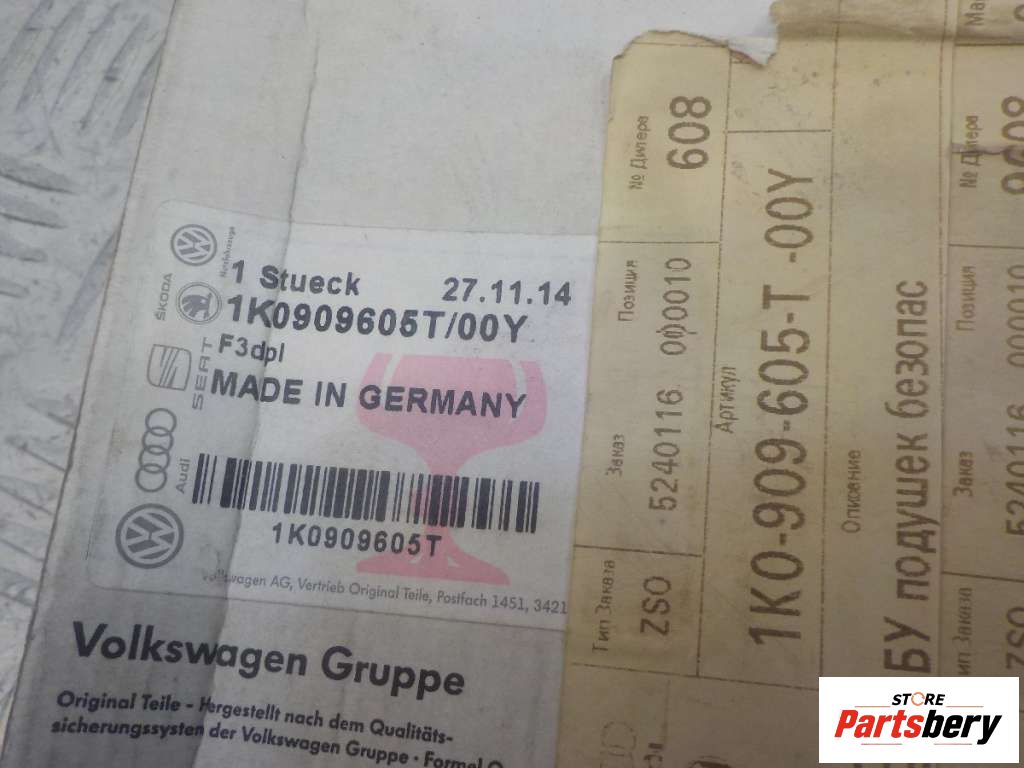 1 Stueck 27.11.14
1K0909605T/00Y
F3dpl
MADE IN GERMANY
1K0909605T
Volkswagen AG, Vertrieb Original Teile, Postfach 1451, 3421
ŠKODA
SEAT
Audi
Volkswagen Gruppe
Original Teile - Hergestellt nach dem Qualitäts-
sicherungssystem der Volkswagen Gruppe - Formel
Тип Заказа Заказ Позиция № Дилера
ZSO 5240116 0ф0010 608
Артикул
1K0-909-605-T -00Y
Описание
БУ подушек безопас
Заказа Заказ Позиция № Дилера
ZSO 5240116 000010 9608
STORE
Partsbery